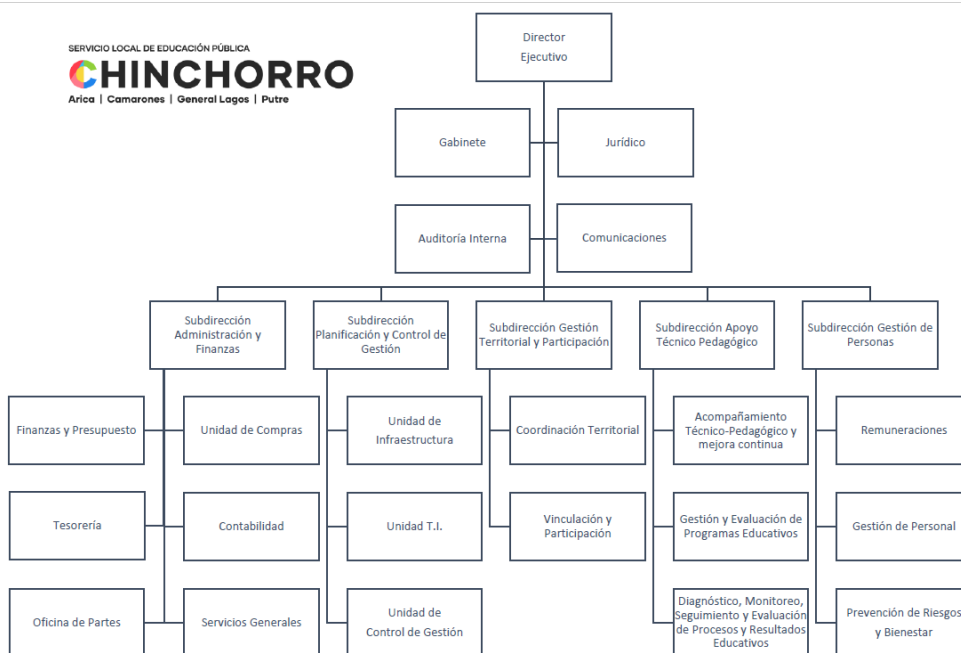 SERVICIO LOCAL DE EDUCACIÓN PÚBLICA
CHINCHORRO
Arica | Camarones | General Lagos | Putre
Director
Ejecutivo
Gabinete
Jurídico
Auditoría Interna
Comunicaciones
Subdirección
Administración y
Finanzas
Subdirección
Planificación y Control de
Gestión
Subdirección Gestión
Territorial y Participación
Subdirección Apoyo
Técnico Pedagógico
Subdirección Gestión de
Personas
Finanzas y Presupuesto
Unidad de Compras
Unidad de
Infraestructura
Coordinación Territorial
Acompañamiento
Técnico-Pedagógico y
mejora continua
Remuneraciones
Tesorería
Contabilidad
Unidad T.I.
Vinculación y
Participación
Gestión y Evaluación de
Programas Educativos
Gestión de Personal
Oficina de Partes
Servicios Generales
Unidad de
Control de Gestión
Diagnóstico, Monitoreo,
Seguimiento y Evaluación
de Procesos y Resultados
Educativos
Prevención de Riesgos
y Bienestar